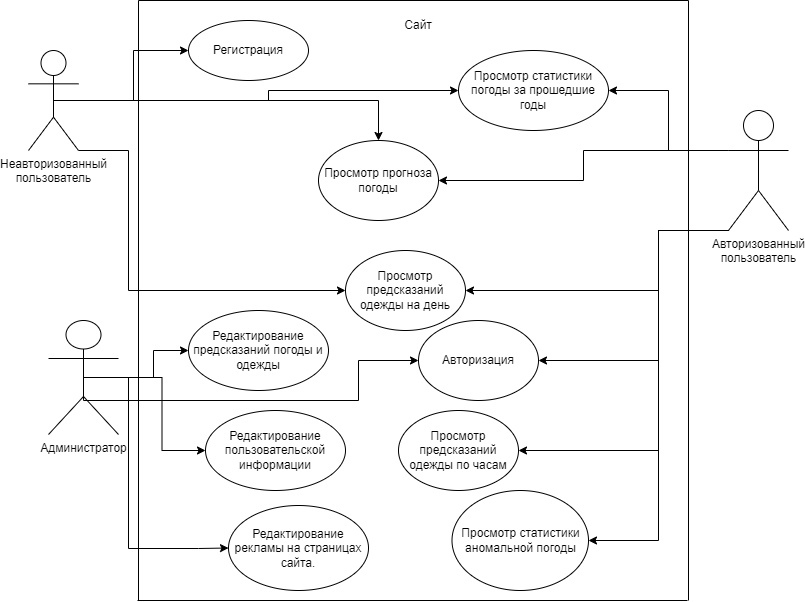 Сайт
Регистрация
Просмотр статистики
погоды за прошедшие
годы
Неавторизованный
пользователь
Просмотр прогноза
погоды
Авторизованный
пользователь
Просмотр
предсказаний
одежды на день
Редактирование
предсказаний погоды и
одежды
Авторизация
Администратор
Редактирование
пользовательской
информации
Просмотр
предсказаний
одежды по часам
Редактирование
рекламы на страницах
сайта.
Просмотр статистики
аномальной погоды